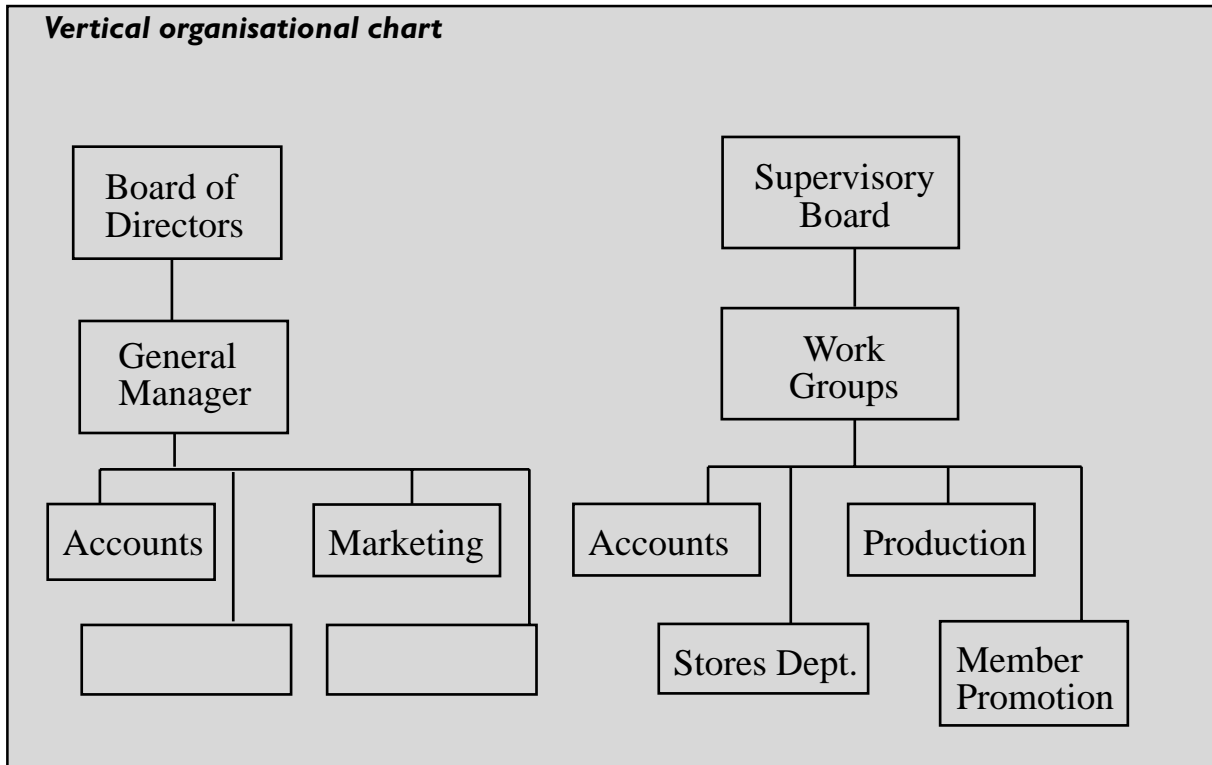 Vertical organisational chart
Board of
Directors
General
Manager
Accounts
Marketing
Supervisory
Board
Work
Groups
Accounts
Production
Stores Dept.
Member
Promotion